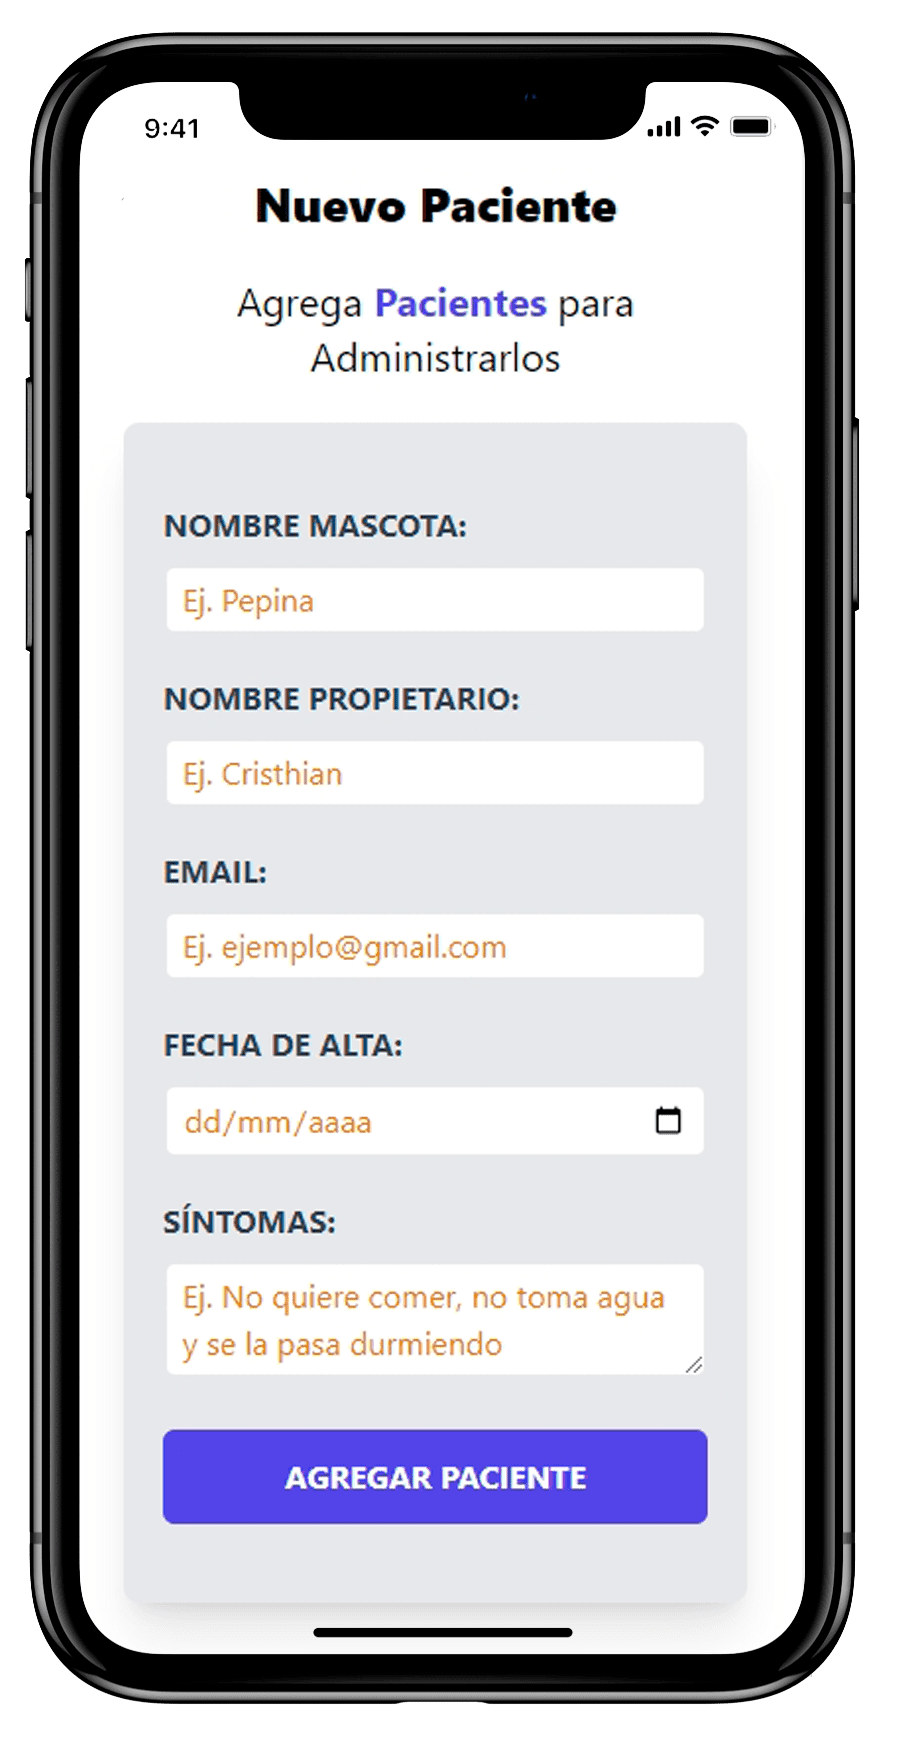 9:41
Nuevo Paciente
Agrega Pacientes para
Administrarlos
NOMBRE MASCOTA:
Ej. Pepina
NOMBRE PROPIETARIO:
Ej. Cristhian
EMAIL:
Ej. ejemplo@gmail.com
FECHA DE ALTA:
dd/mm/aaaa
SÍNTOMAS:
Ej. No quiere comer, no toma agua
y se la pasa durmiendo
AGREGAR PACIENTE